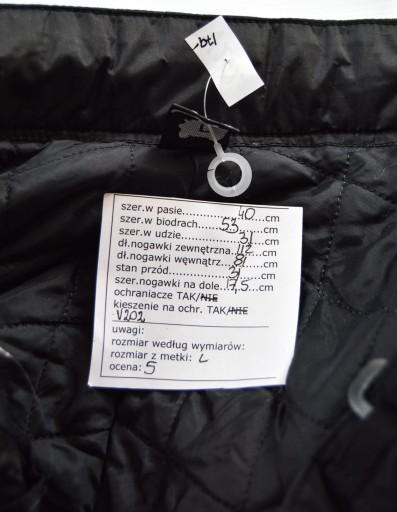 btl
szer.w pasie..............40...cm
szer.w biodrach......53...cm
szer.w udzie..............31...cm
dł.nogawki zewnętrzna..112...cm
dł.nogawki węwnątrz..81...cm
stan przód................31...cm
szer.nogawki na dole..17,5...cm
ochraniacze TAK/NIE
kieszenie na ochr. TAK/NIE
V202
uwagi:
rozmiar według wymiarów:
rozmiar z metki: L
ocena: 5